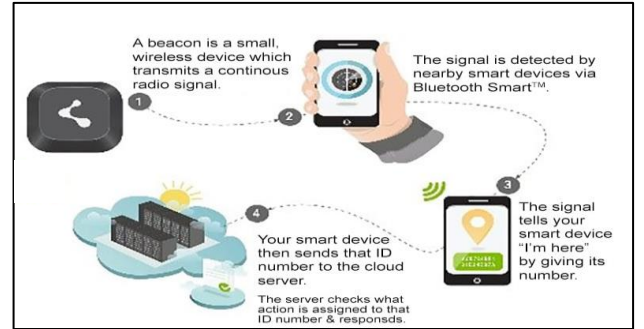 A beacon is a small,
wireless device which
transmits a continous
radio signal.
1
2
The signal is detected by
nearby smart devices via
Bluetooth Smart™.
3
The signal
tells your
smart device
"I'm here"
by giving its
number.
4
Your smart device
then sends that ID
number to the cloud
server.
The server checks what
action is assigned to that
ID number & responsds.